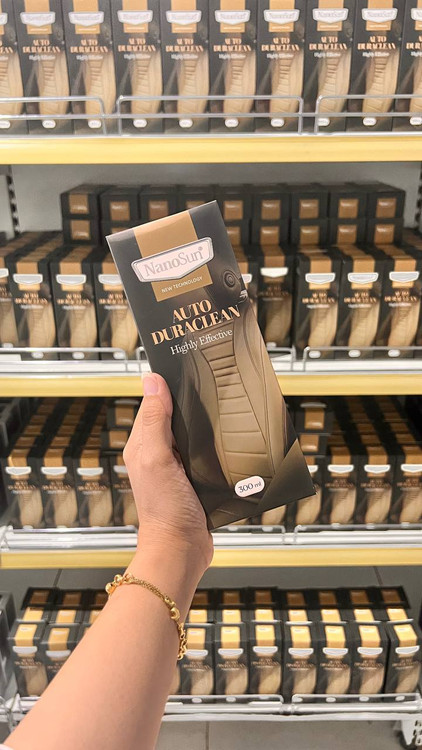 NanoSun®
NEW TECHNOLOGY
AUTO
DURACLEAN
Highly Effective
300 ml